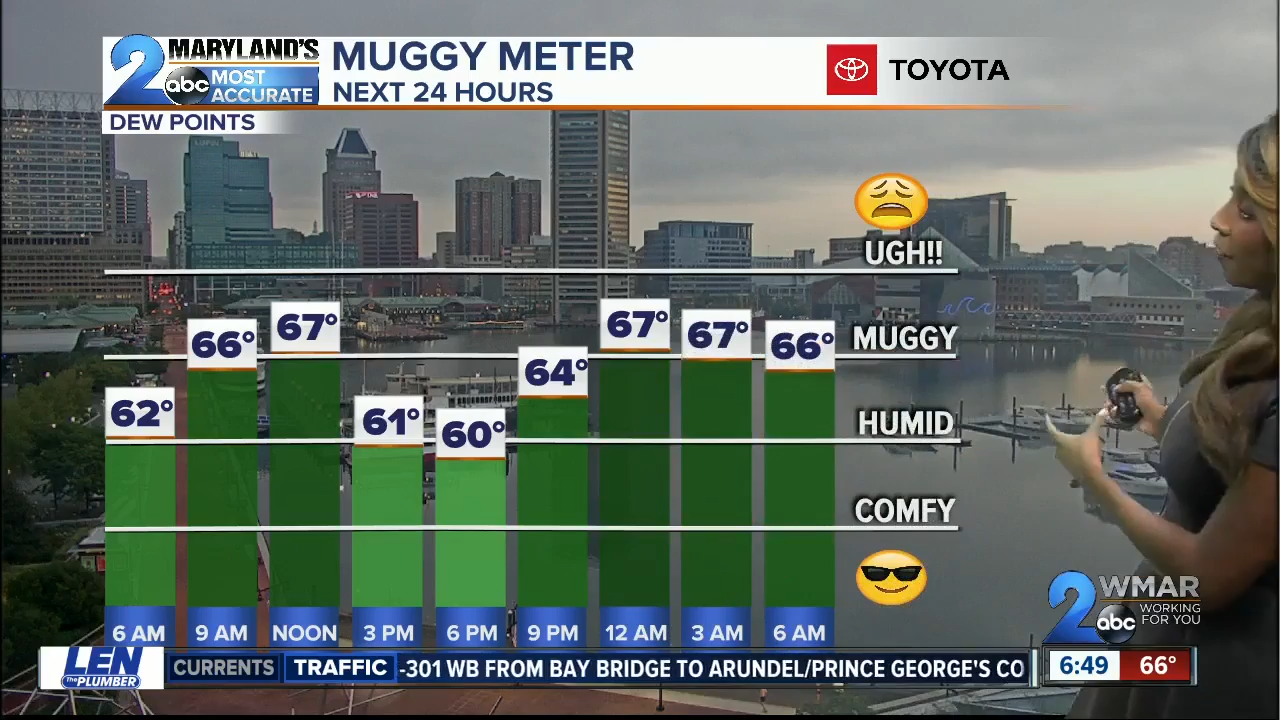 2
MARYLAND'S
abc MOST
ACCURATE
MUGGY METER
NEXT 24 HOURS
TOYOTA
DEW POINTS
UGH!!
MUGGY
HUMID
COMFY
62° 66° 67° 61° 60° 64° 67° 67° 66°
6 AM 9 AM NOON 3 PM 6 PM 9 PM 12 AM 3 AM 6 AM
2 WMAR
abc WORKING
FOR YOU
LEN
The PLUMBER
CURRENTS TRAFFIC -301 WB FROM BAY BRIDGE TO ARUNDEL/PRINCE GEORGE'S CO
6:49 66°